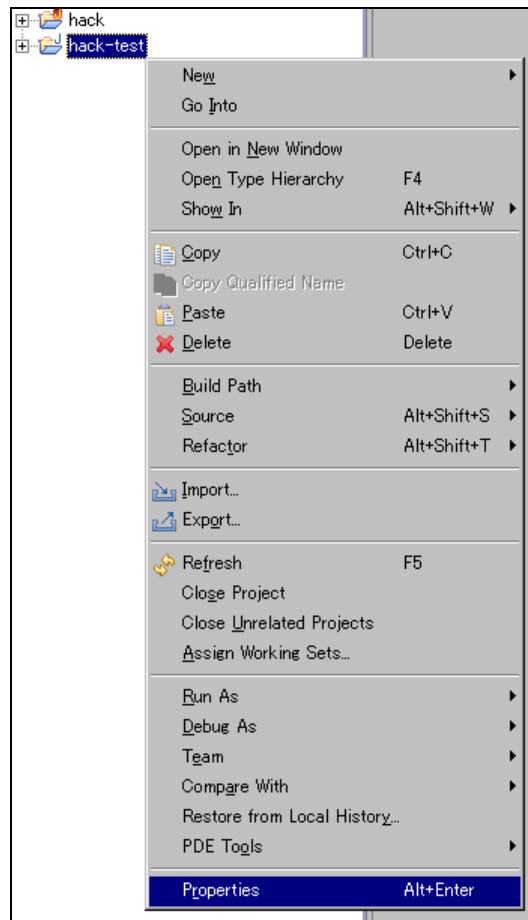 hack
hack-test
New
Go Into
Open in New Window
Open Type Hierarchy F4
Show In Alt+Shift+W
Copy Ctrl+C
Copy Qualified Name
Paste Ctrl+V
Delete Delete
Build Path
Source Alt+Shift+S
Refactor Alt+Shift+T
Import...
Export...
Refresh F5
Close Project
Close Unrelated Projects
Assign Working Sets...
Run As
Debug As
Team
Compare With
Restore from Local History...
PDE Tools
Properties Alt+Enter